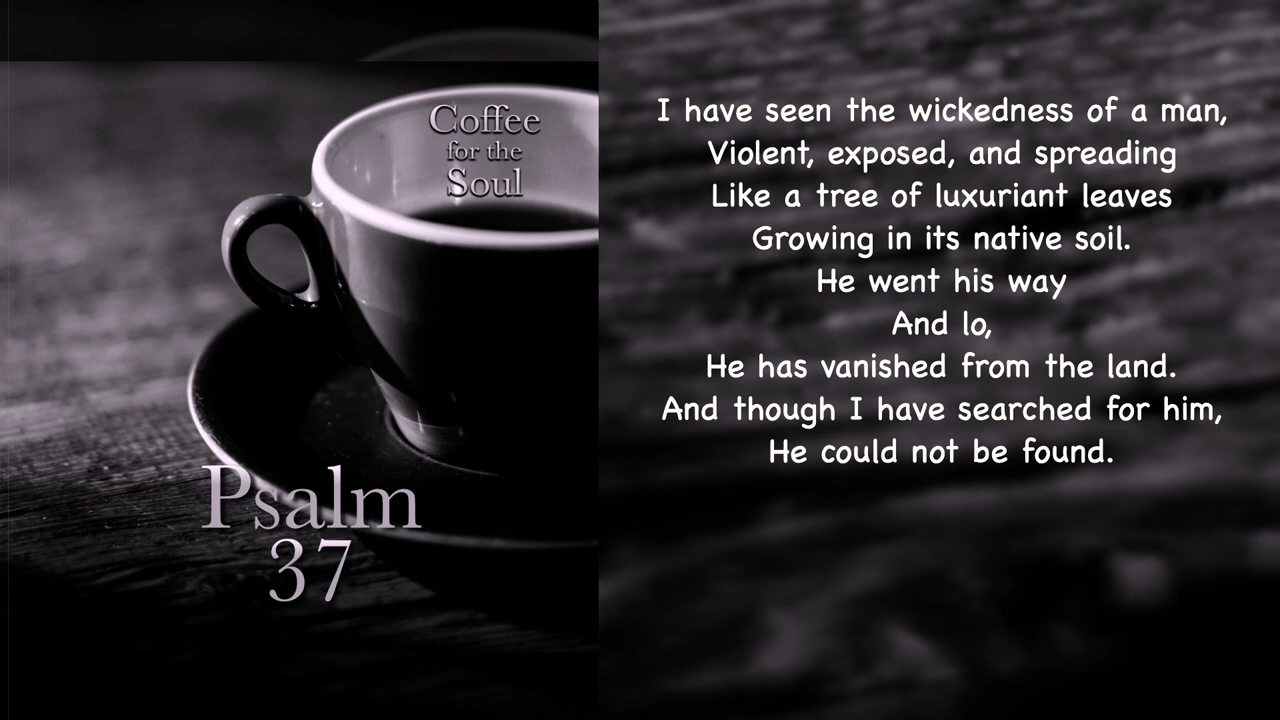 Coffee
for the
Soul
Psalm
37
I have seen the wickedness of a man,
Violent, exposed, and spreading
Like a tree of luxuriant leaves
Growing in its native soil.
He went his way
And lo,
He has vanished from the land.
And though I have searched for him,
He could not be found.